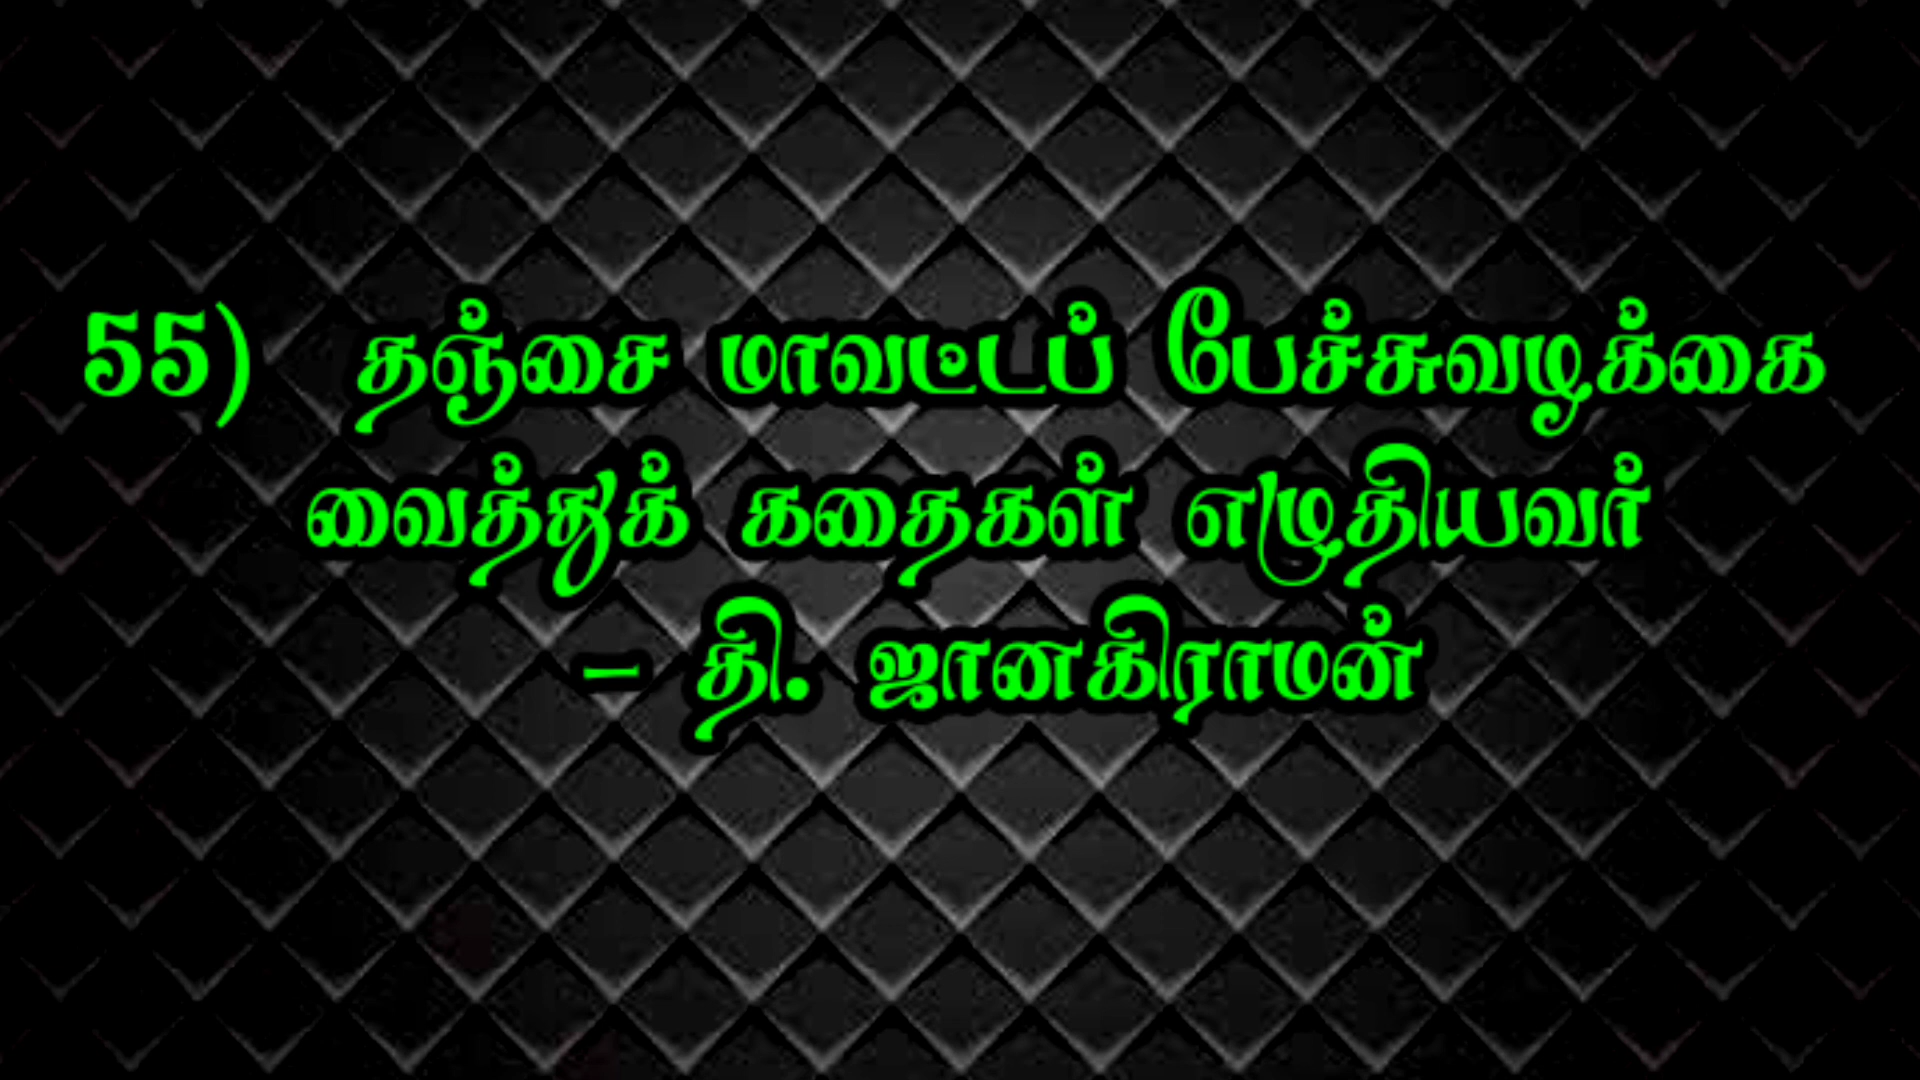 55) தஞ்சை மாவட்டப் பேச்சுவழக்கை
வைத்துக் கதைகள் எழுதியவர்
- தி. ஜானகிராமன்